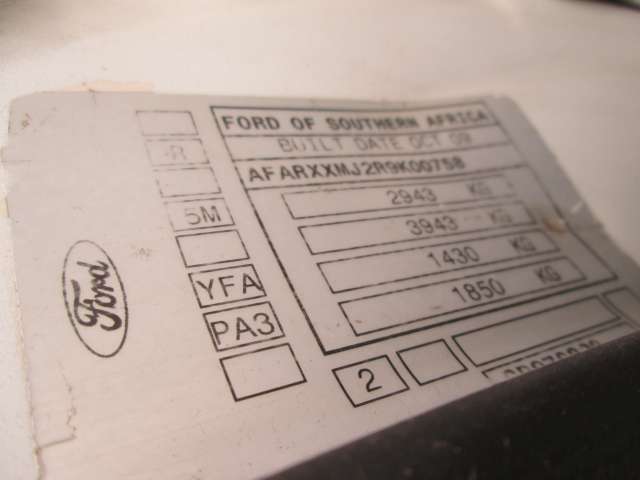 FORD OF SOUTHERN AFRICA
BUILT DATE OCT 09
AFARXXMJ2R9K00758
2943 KG
3943 KG
1430 KG
1850 KG
R
5M
YFA
PA3
2
Ford